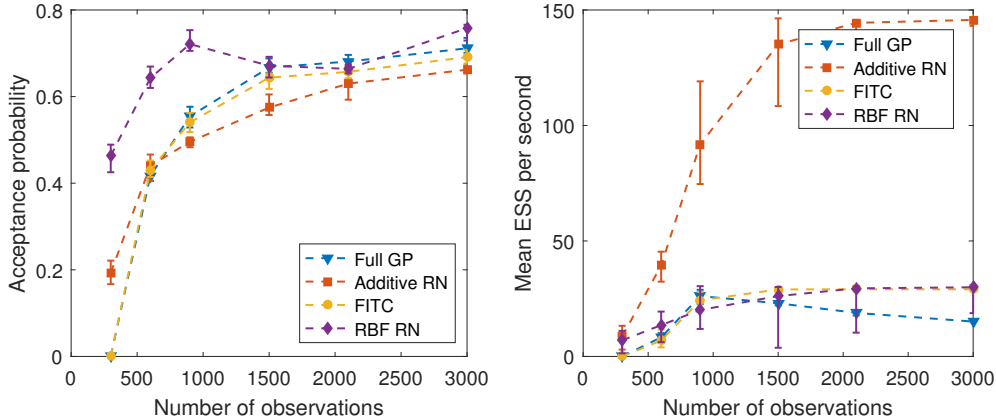 0.8
0.6
0.4
0.2
0
Acceptance probability
0
500
1000
1500
2000
2500
3000
Number of observations
Full GP
Additive RN
FITC
RBF RN
150
100
50
0
Mean ESS per second
0
500
1000
1500
2000
2500
3000
Number of observations
Full GP
Additive RN
FITC
RBF RN